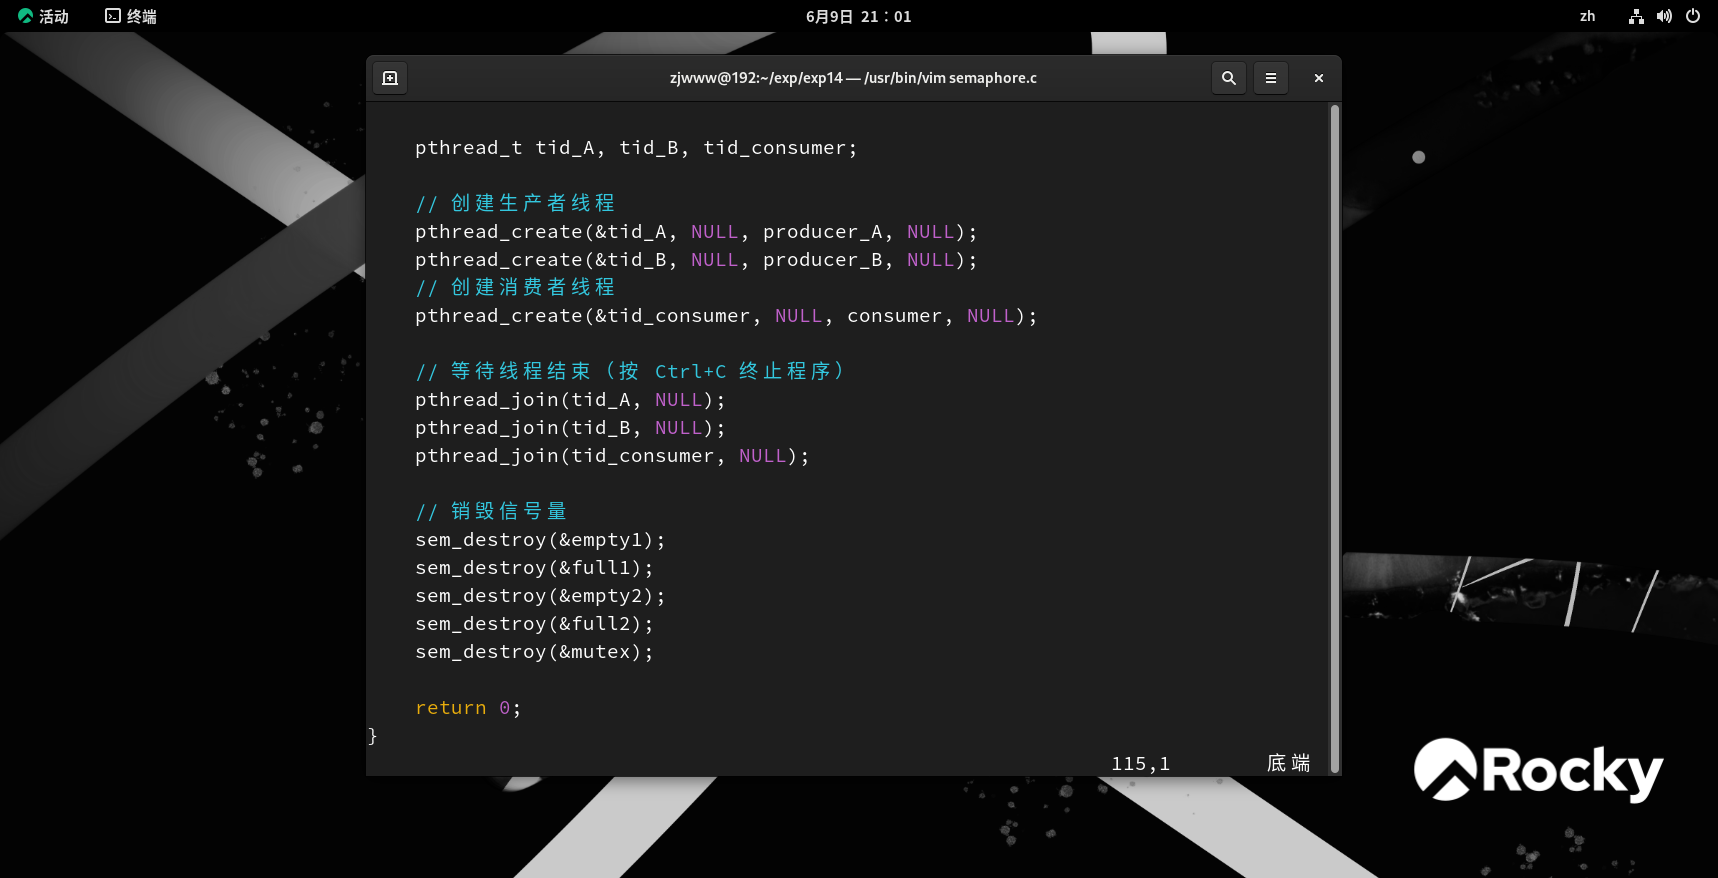 活动 终端 6月9日 21：01 zh
zjwww@192:~/exp/exp14 — /usr/bin/vim semaphore.c
pthread_t tid_A, tid_B, tid_consumer;
// 创建生产者线程
pthread_create(&tid_A, NULL, producer_A, NULL);
pthread_create(&tid_B, NULL, producer_B, NULL);
// 创建消费者线程
pthread_create(&tid_consumer, NULL, consumer, NULL);
// 等待线程结束（按 Ctrl+C 终止程序）
pthread_join(tid_A, NULL);
pthread_join(tid_B, NULL);
pthread_join(tid_consumer, NULL);
// 销毁信号量
sem_destroy(&empty1);
sem_destroy(&full1);
sem_destroy(&empty2);
sem_destroy(&full2);
sem_destroy(&mutex);
return 0;
}
115,1 底端
Rocky